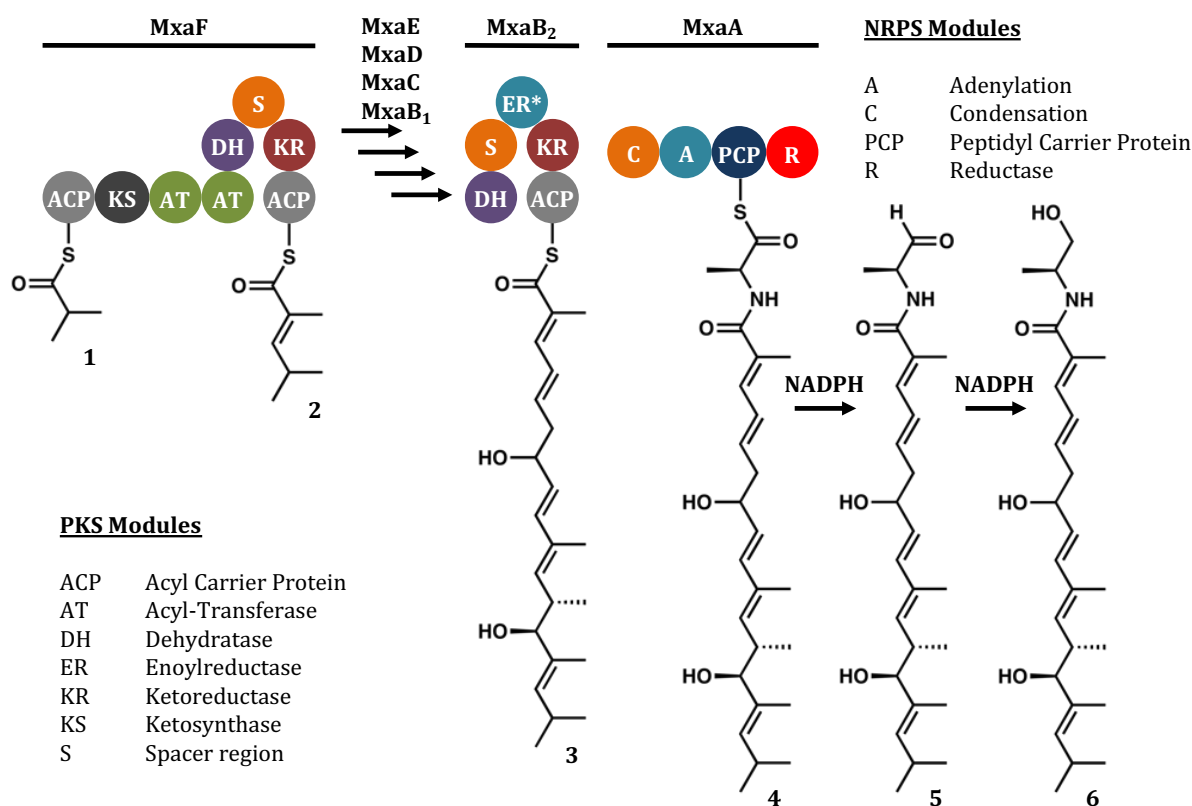 MxaF
MxaE
MxaD
MxaC
MxaB1
MxaB2
MxaA
NRPS Modules
A Adenylation
C Condensation
PCP Peptidyl Carrier Protein
R Reductase
S
DH KR
ACP KS AT AT ACP
ER*
S KR
DH ACP
C A PCP R
S
O
1
S
O
2
S
O
HO
HO
3
S
O
NH
O
HO
HO
4
NADPH
H
O
NH
O
HO
HO
5
NADPH
HO
NH
O
HO
HO
6
PKS Modules
ACP Acyl Carrier Protein
AT Acyl-Transferase
DH Dehydratase
ER Enoylreductase
KR Ketoreductase
KS Ketosynthase
S Spacer region